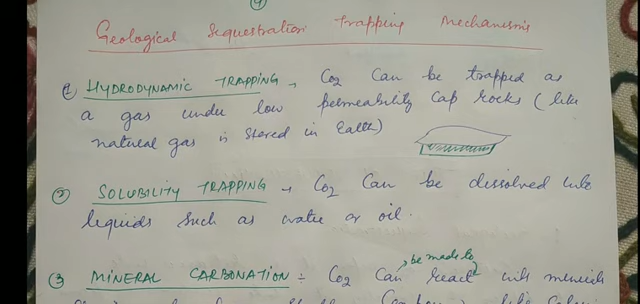 4
Geological Sequestration Trapping Mechanisms
① HYDRODYNAMIC TRAPPING → CO2 Can be trapped as
a gas under low permeability Cap rocks (like
natural gas is stored in Earth)
② SOLUBILITY TRAPPING → CO2 Can be dissolved into
liquids such as water or oil.
be made to
③ MINERAL CARBONATION :- CO2 Can react with minerals